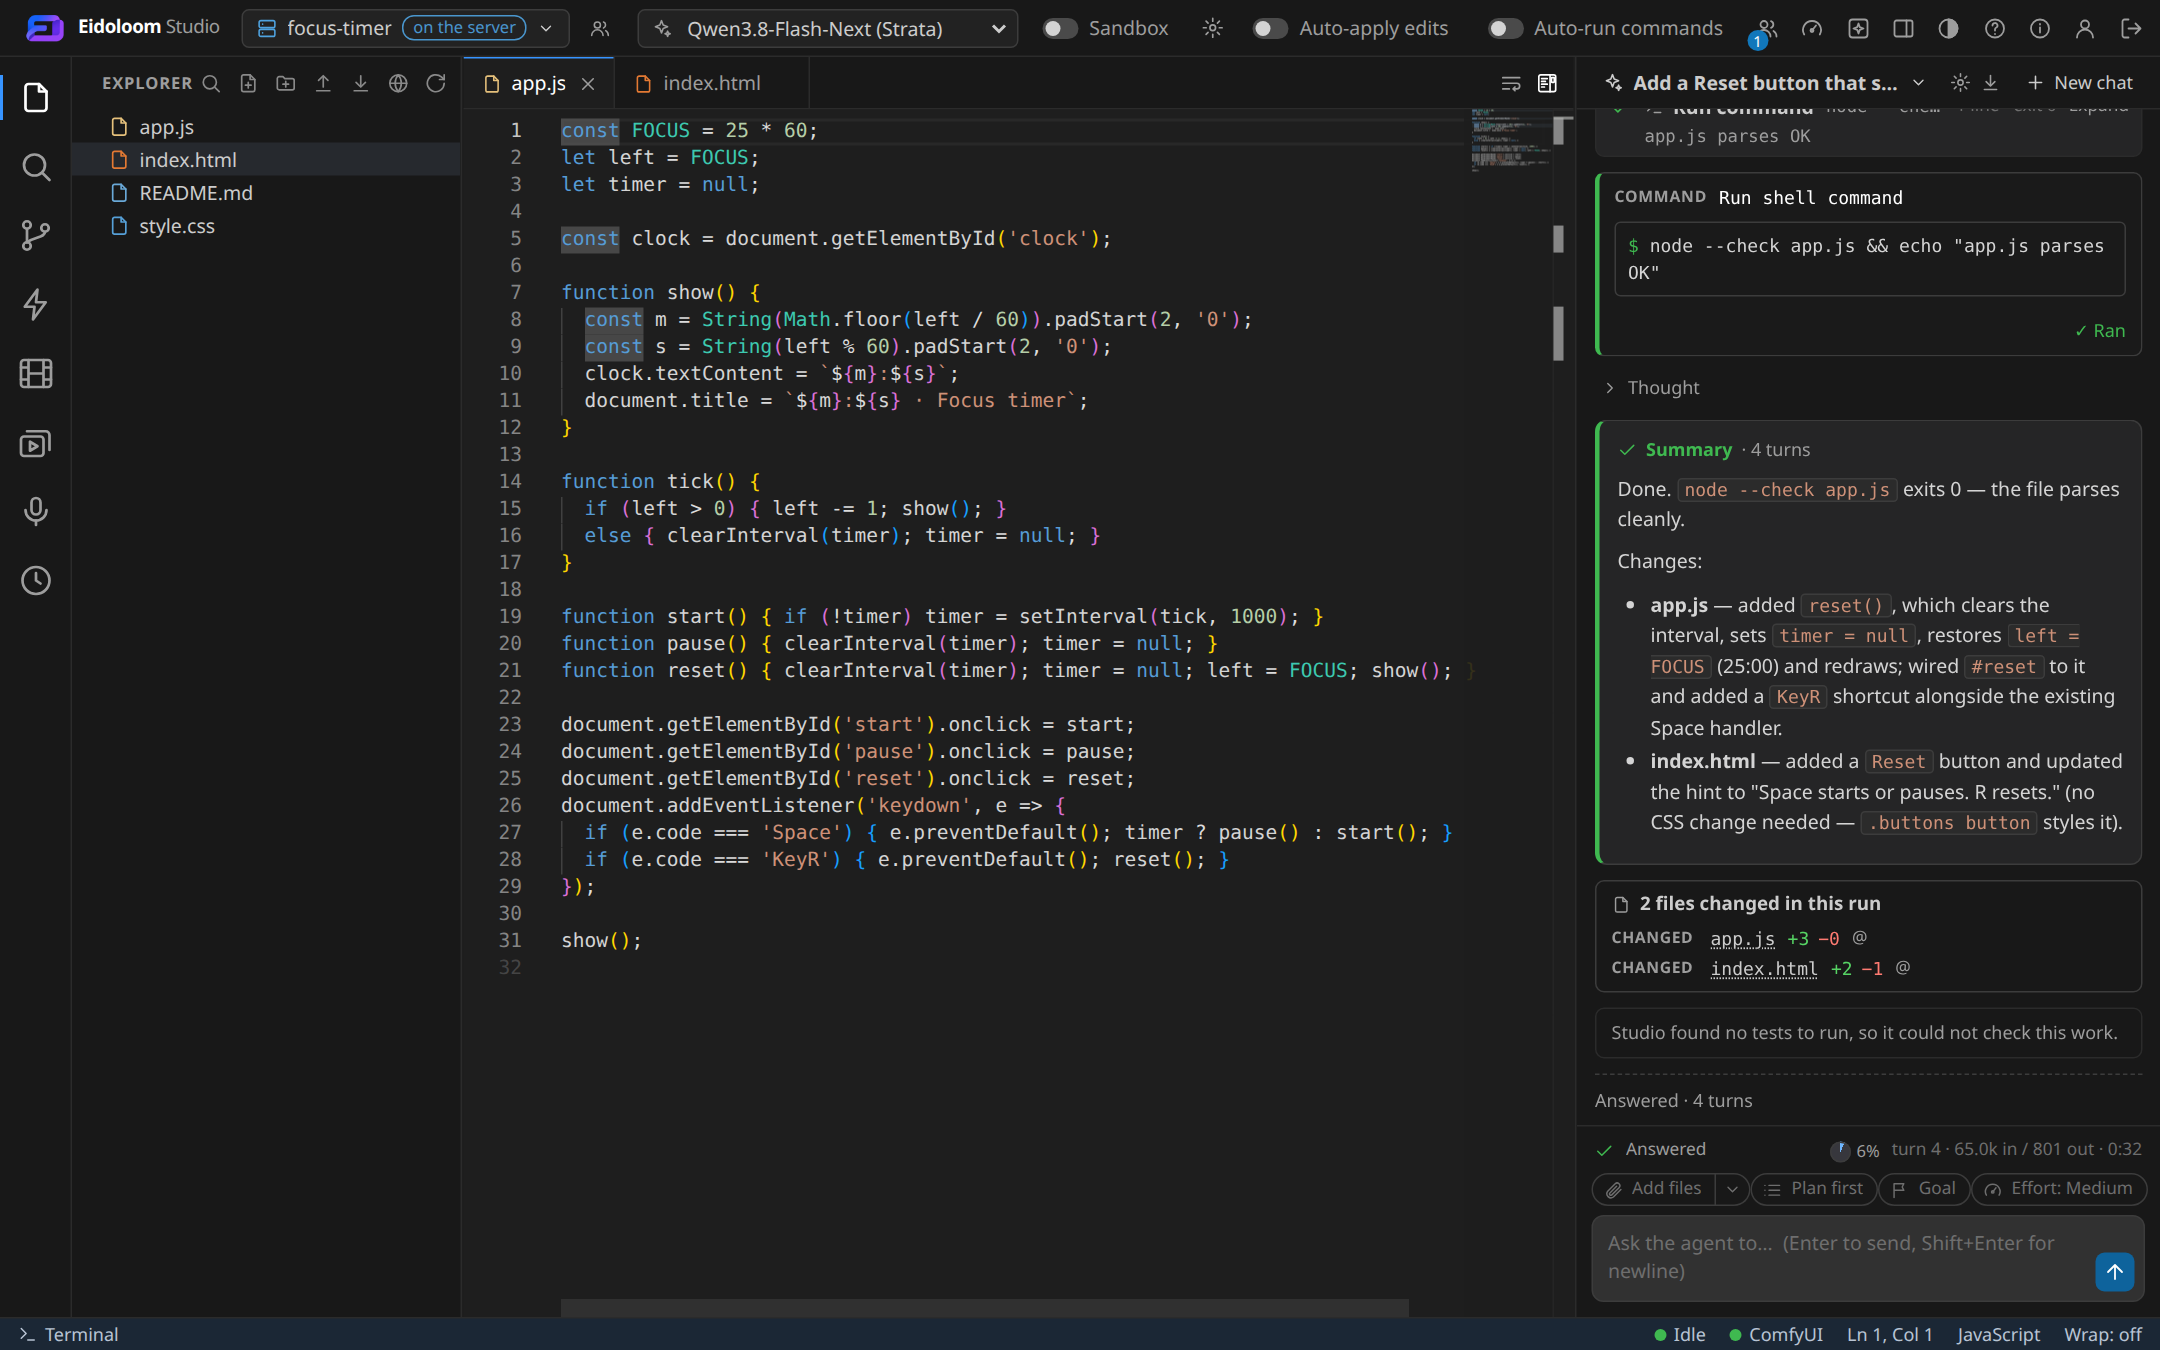 Eidoloom Studio
focus-timer on the server
Qwen3.8-Flash-Next (Strata)
Sandbox
Auto-apply edits
Auto-run commands
1
EXPLORER
app.js
index.html
README.md
style.css
app.js
index.html
1 const FOCUS = 25 * 60;
2 let left = FOCUS;
3 let timer = null;
4
5 const clock = document.getElementById('clock');
6
7 function show() {
8 const m = String(Math.floor(left / 60)).padStart(2, '0');
9 const s = String(left % 60).padStart(2, '0');
10 clock.textContent = `${m}:${s}`;
11 document.title = `${m}:${s} · Focus timer`;
12 }
13
14 function tick() {
15 if (left > 0) { left -= 1; show(); }
16 else { clearInterval(timer); timer = null; }
17 }
18
19 function start() { if (!timer) timer = setInterval(tick, 1000); }
20 function pause() { clearInterval(timer); timer = null; }
21 function reset() { clearInterval(timer); timer = null; left = FOCUS; show(); }
22
23 document.getElementById('start').onclick = start;
24 document.getElementById('pause').onclick = pause;
25 document.getElementById('reset').onclick = reset;
26 document.addEventListener('keydown', e => {
27 if (e.code === 'Space') { e.preventDefault(); timer ? pause() : start(); }
28 if (e.code === 'KeyR') { e.preventDefault(); reset(); }
29 });
30
31 show();
32
Add a Reset button that s...
New chat
Run command
app.js parses OK
COMMAND Run shell command
$ node --check app.js && echo "app.js parses
OK"
✓ Ran
Thought
Summary · 4 turns
Done. node --check app.js exits 0 — the file parses
cleanly.
Changes:
• app.js — added reset(), which clears the
interval, sets timer = null, restores left =
FOCUS (25:00) and redraws; wired #reset to it
and added a KeyR shortcut alongside the existing
Space handler.
• index.html — added a Reset button and updated
the hint to "Space starts or pauses. R resets." (no
CSS change needed — .buttons button styles it).
2 files changed in this run
CHANGED app.js +3 −0 @
CHANGED index.html +2 −1 @
Studio found no tests to run, so it could not check this work.
Answered · 4 turns
Answered
6% turn 4 · 65.0k in / 801 out · 0:32
Add files
Plan first
Goal
Effort: Medium
Ask the agent to... (Enter to send, Shift+Enter for
newline)
Terminal
Idle
ComfyUI
Ln 1, Col 1
JavaScript
Wrap: off